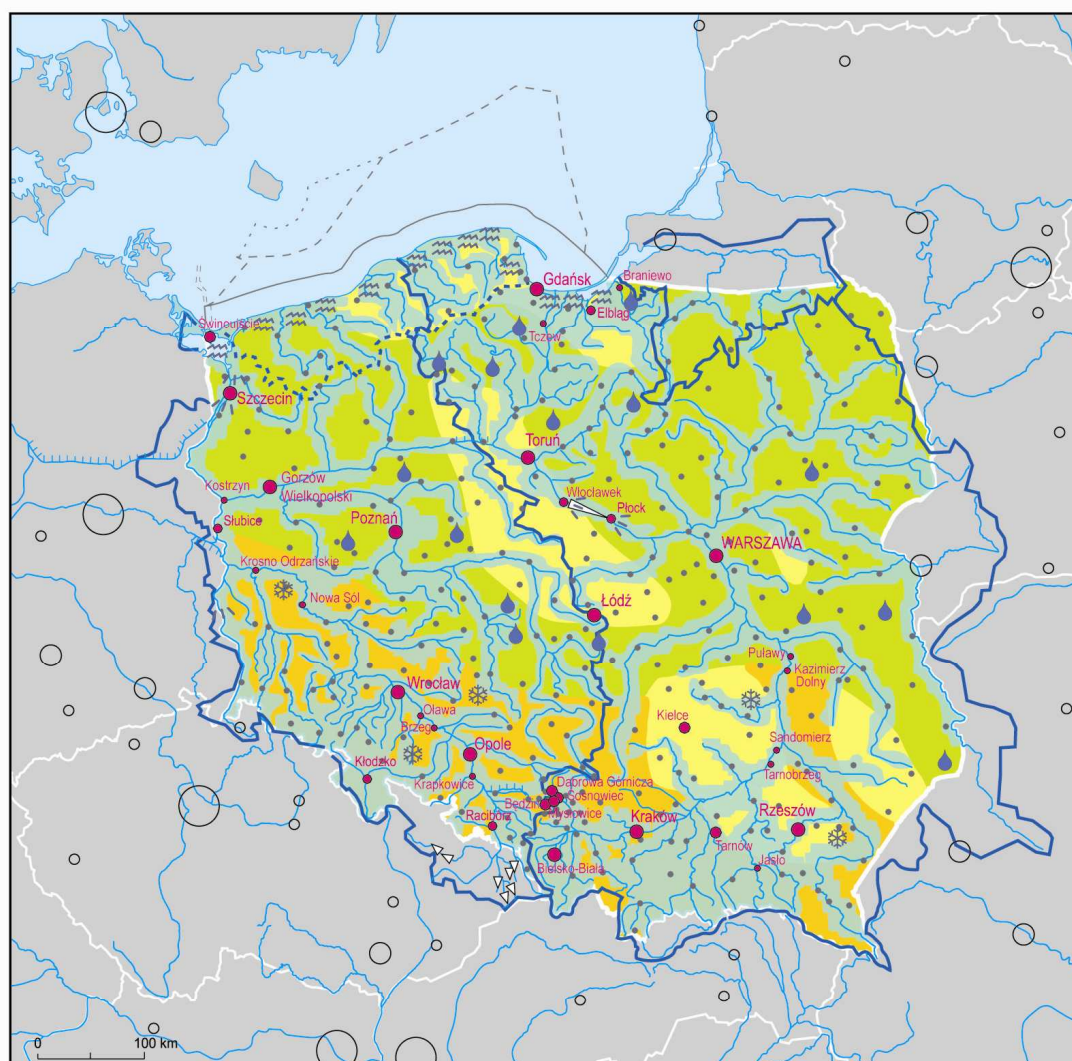 Gdańsk
Braniewo
Elbląg
Tczew
Świnoujście
Szczecin
Toruń
Gorzów
Wielkopolski
Kostrzyn
Włocławek
Płock
Słubice
Poznań
WARSZAWA
Krosno Odrzańskie
Nowa Sól
Łódź
Puławy
Kazimierz
Dolny
Wrocław
Oława
Brzeg
Kielce
Sandomierz
Opole
Tarnobrzeg
Kłodzko
Krapkowice
Dąbrowa Górnicza
Sosnowiec
Będzin
Mysłowice
Racibórz
Kraków
Tarnów
Rzeszów
Bielsko-Biała
Jasło
0 100 km